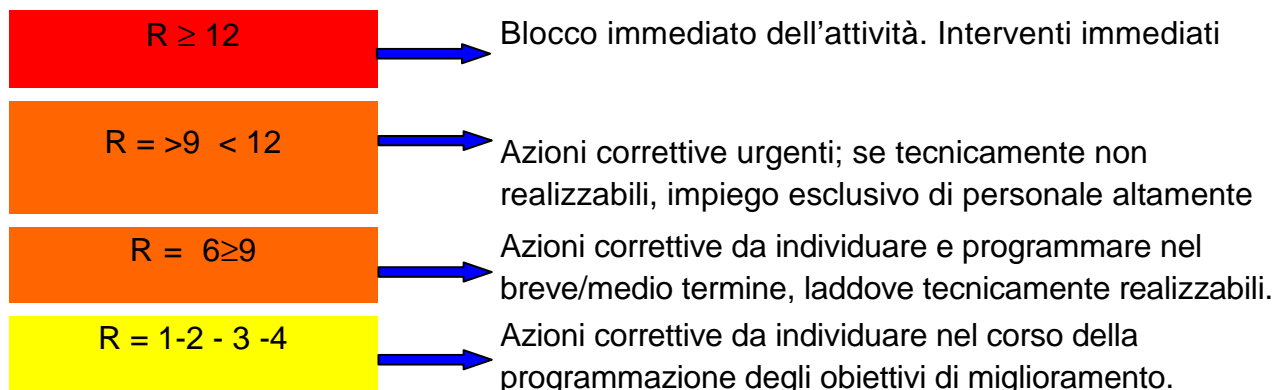 R ≥ 12
Blocco immediato dell'attività. Interventi immediati
R = >9 < 12
Azioni correttive urgenti; se tecnicamente non
realizzabili, impiego esclusivo di personale altamente
R = 6≥9
Azioni correttive da individuare e programmare nel
breve/medio termine, laddove tecnicamente realizzabili.
R = 1-2 - 3 -4
Azioni correttive da individuare nel corso della
programmazione degli obiettivi di miglioramento.